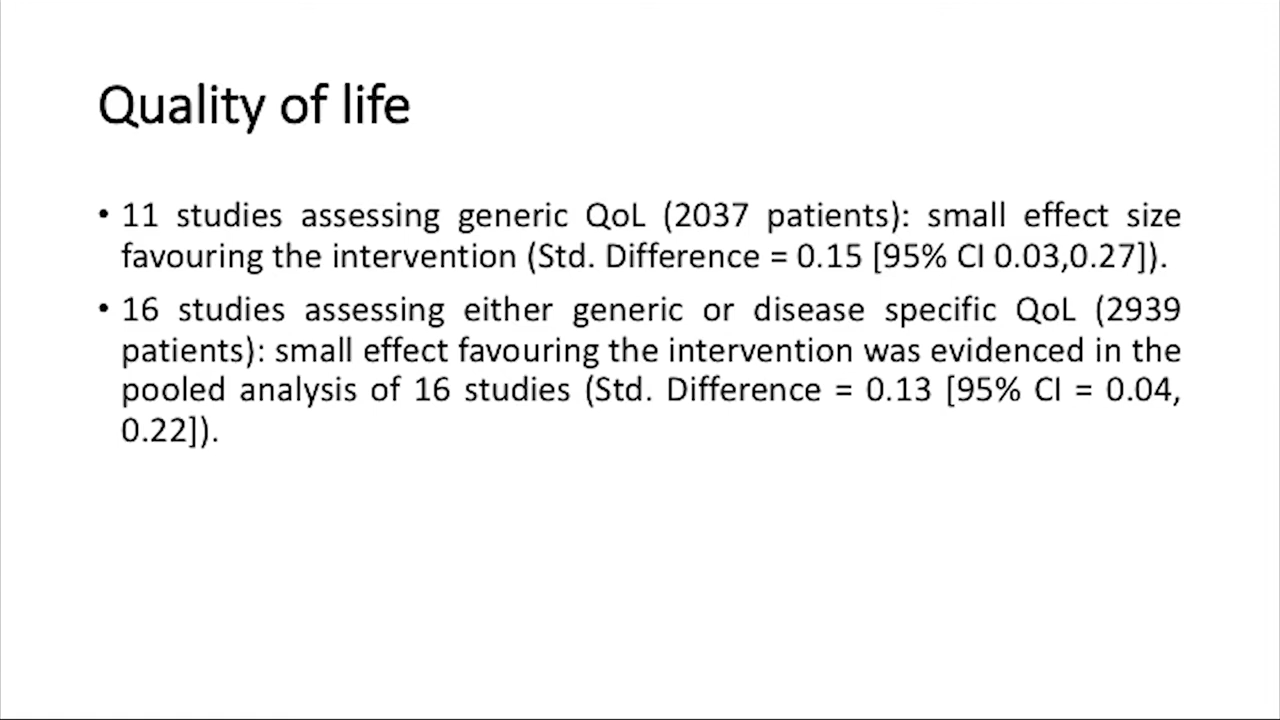 Quality of life
• 11 studies assessing generic QoL (2037 patients): small effect size
favouring the intervention (Std. Difference = 0.15 [95% CI 0.03,0.27]).
• 16 studies assessing either generic or disease specific QoL (2939
patients): small effect favouring the intervention was evidenced in the
pooled analysis of 16 studies (Std. Difference = 0.13 [95% CI = 0.04,
0.22]).